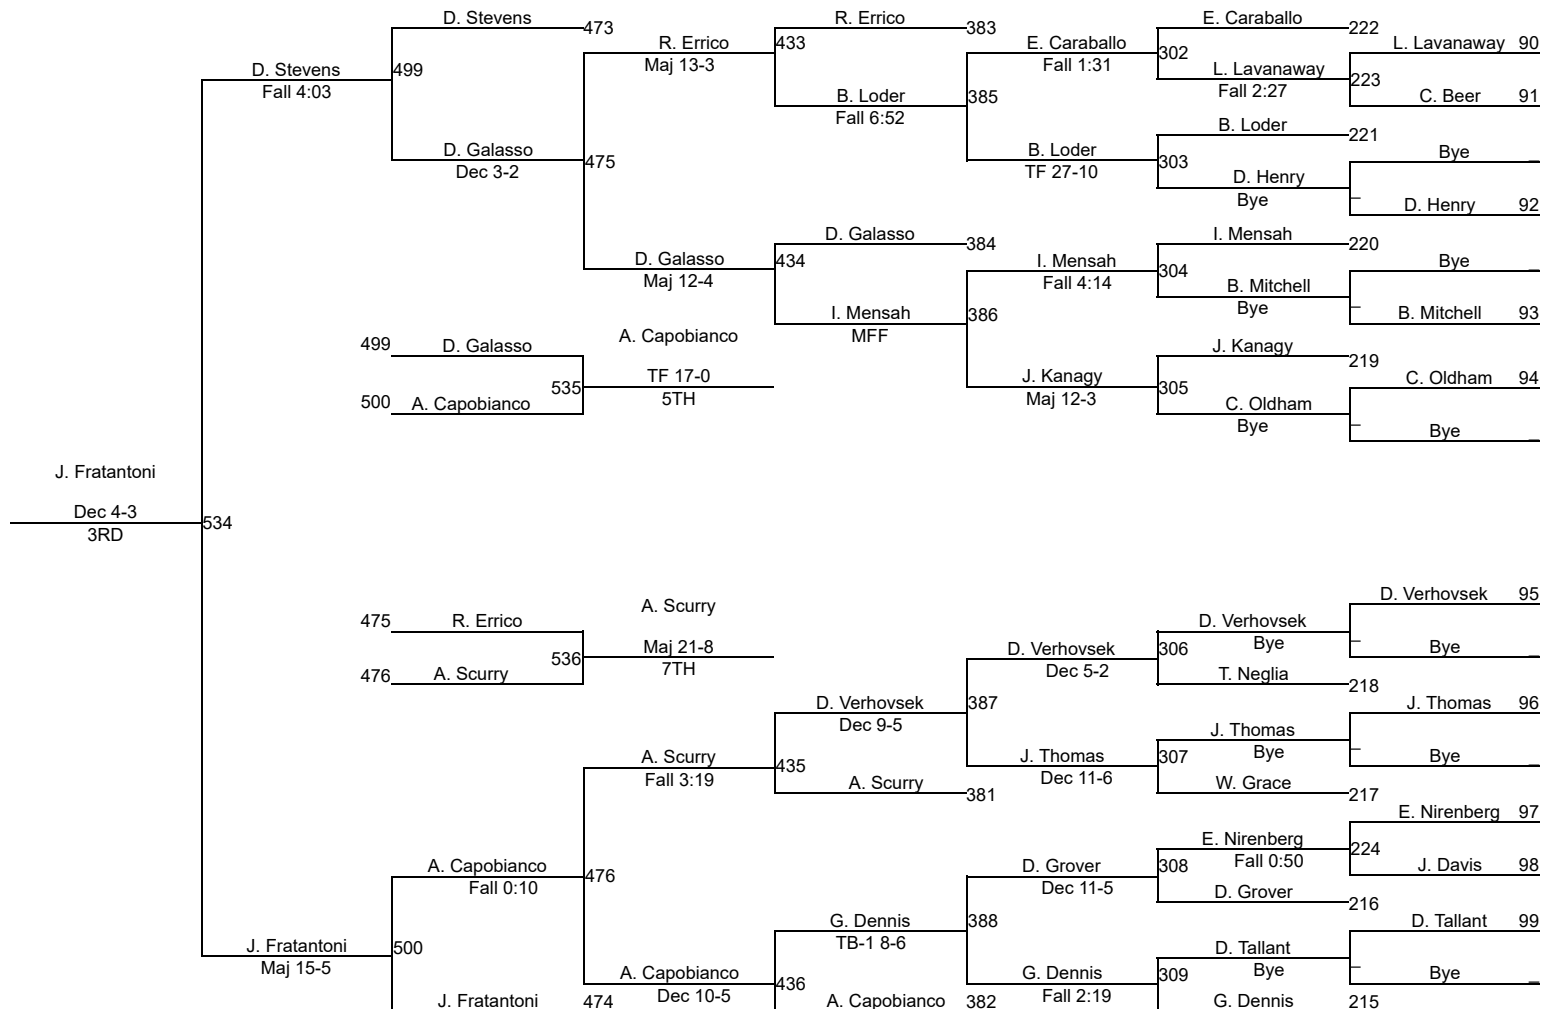 D. Stevens
473
R. Errico
383
E. Caraballo
222
R. Errico
433
Maj 13-3
E. Caraballo
302
Fall 1:31
L. Lavanaway 90
D. Stevens
499
Fall 4:03
L. Lavanaway
223
Fall 2:27
B. Loder
385
Fall 6:52
C. Beer 91
B. Loder
221
D. Galasso
475
Dec 3-2
B. Loder
303
TF 27-10
Bye _
D. Henry
_
Bye
D. Henry 92
D. Galasso
384
I. Mensah
220
D. Galasso
434
Maj 12-4
I. Mensah
304
Fall 4:14
Bye _
B. Mitchell
_
Bye
I. Mensah
386
MFF
B. Mitchell 93
A. Capobianco
499 D. Galasso
J. Kanagy
219
TF 17-0
535
5TH
J. Kanagy
305
Maj 12-3
C. Oldham 94
500 A. Capobianco
C. Oldham
_
Bye
Bye _
J. Fratantoni
Dec 4-3
534
3RD
D. Verhovsek 95
A. Scurry
475 R. Errico
D. Verhovsek
306
Bye
_
Maj 21-8
536
7TH
D. Verhovsek
Dec 5-2
Bye _
476 A. Scurry
T. Neglia
218
D. Verhovsek
387
Dec 9-5
J. Thomas 96
J. Thomas
307
Bye
_
A. Scurry
435
Fall 3:19
J. Thomas
Dec 11-6
Bye _
A. Scurry
381
W. Grace
217
E. Nirenberg 97
E. Nirenberg
224
Fall 0:50
A. Capobianco
476
Fall 0:10
D. Grover
308
Dec 11-5
J. Davis 98
D. Grover
216
G. Dennis
388
TB-1 8-6
D. Tallant 99
J. Fratantoni
500
Maj 15-5
D. Tallant
_
Bye
A. Capobianco
436
Dec 10-5
G. Dennis
309
Fall 2:19
Bye _
J. Fratantoni 474
A. Capobianco 382
G. Dennis 215